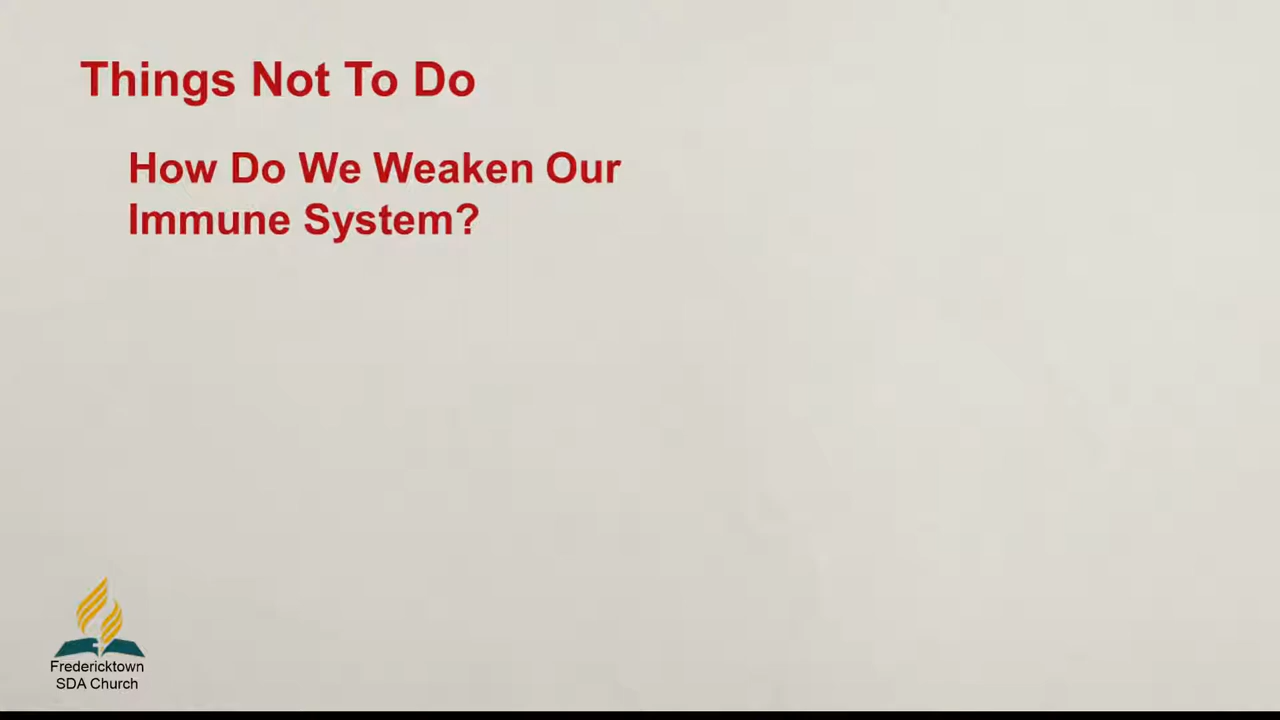 Things Not To Do
How Do We Weaken Our
Immune System?
Fredericktown
SDA Church